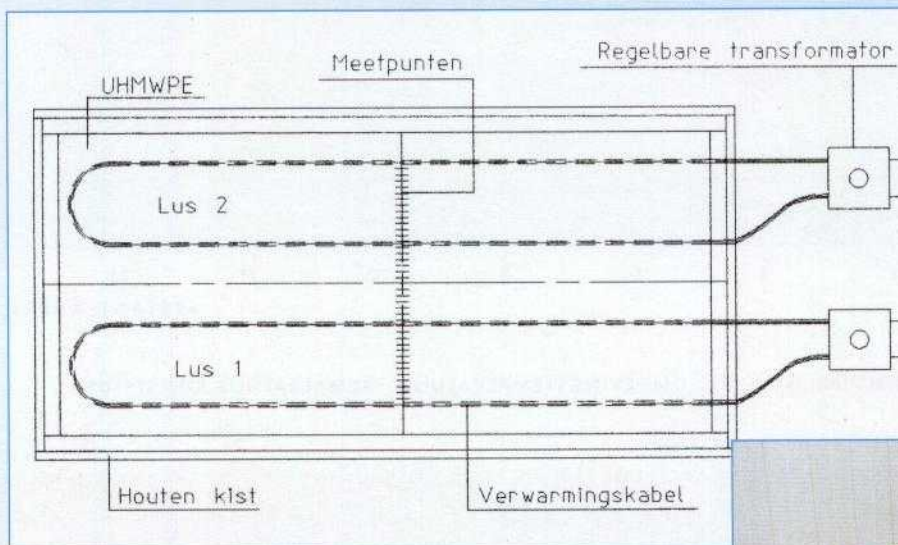 Regelbare transformator
Meetpunten
UHMWPE
Lus 2
Lus 1
Houten kist
Verwarmingskabel